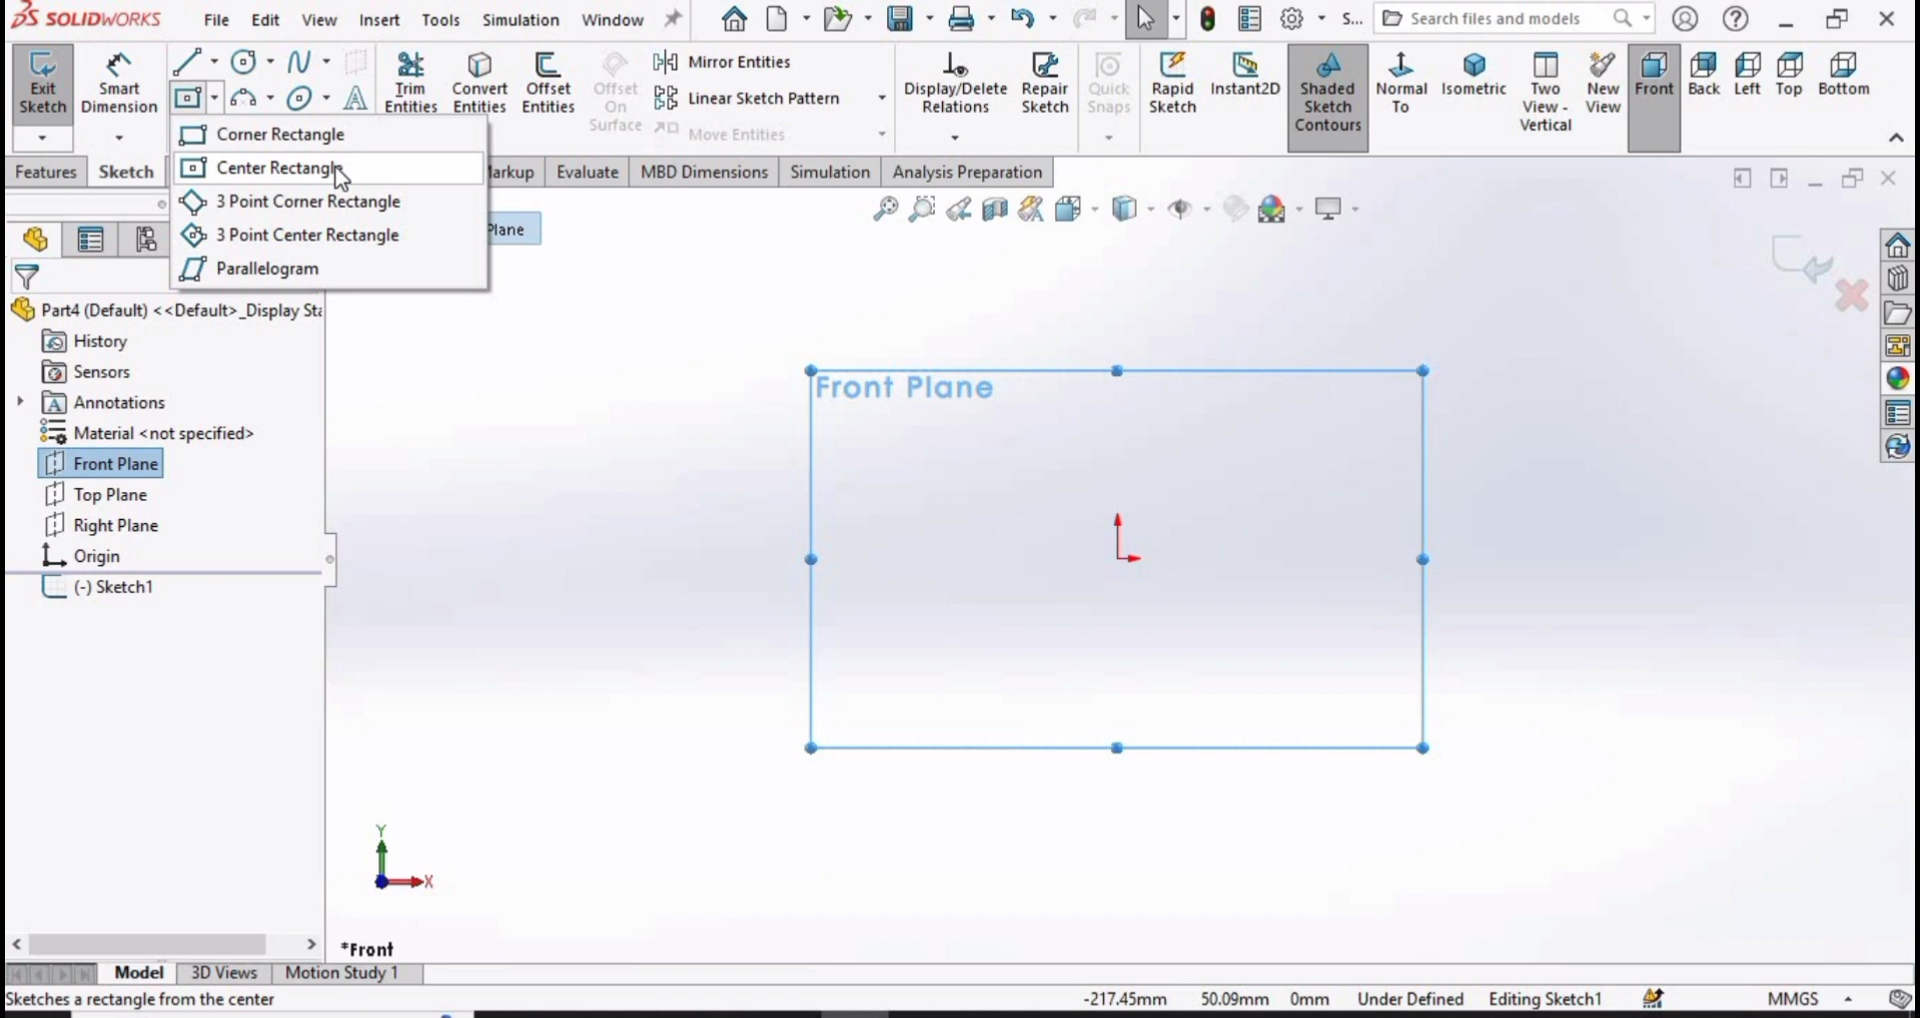 SOLIDWORKS File Edit View Insert Tools Simulation Window S... Search files and models
Exit Sketch
Smart Dimension
Trim Entities
Convert Entities
Offset Entities
Offset On Surface
Mirror Entities
Linear Sketch Pattern
Move Entities
Display/Delete Relations
Repair Sketch
Quick Snaps
Rapid Sketch
Instant2D
Shaded Sketch Contours
Normal To
Isometric
Two View - Vertical
New View
Front
Back
Left
Top
Bottom
Corner Rectangle
Center Rectangle
3 Point Corner Rectangle
3 Point Center Rectangle
Parallelogram
Features Sketch arkup Evaluate MBD Dimensions Simulation Analysis Preparation
Plane
Part4 (Default) <<Default>_Display Sta
History
Sensors
Annotations
Material <not specified>
Front Plane
Top Plane
Right Plane
Origin
(-) Sketch1
Front Plane
Y
X
*Front
Model 3D Views Motion Study 1
Sketches a rectangle from the center -217.45mm 50.09mm 0mm Under Defined Editing Sketch1 MMGS